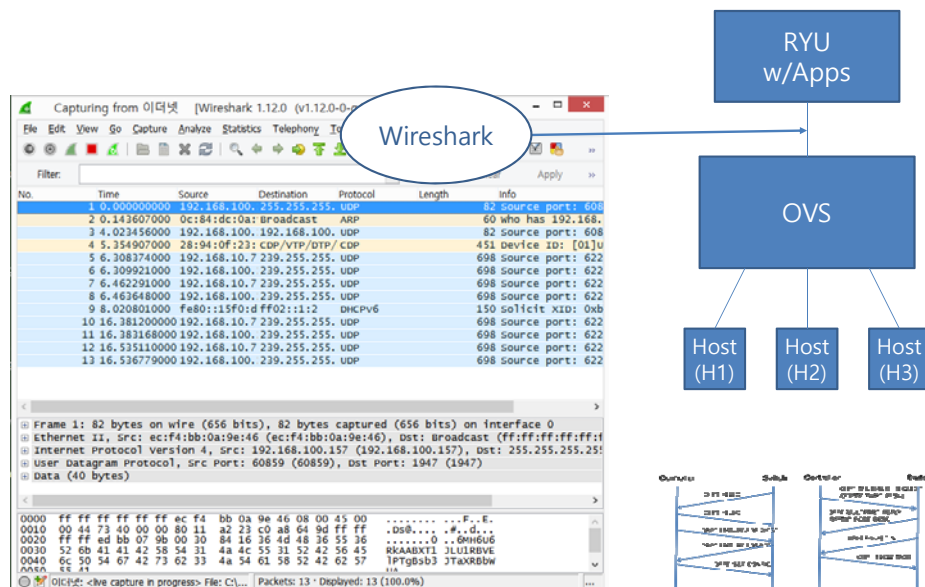 RYU
w/Apps
Capturing from 이더넷 [Wireshark 1.12.0 (v1.12.0-0-
Wireshark
File Edit View Go Capture Analyze Statistics Telephony
Filter: Apply
No. Time Source Destination Protocol Length Info
1 0.000000000 192.168.100. 255.255.255. UDP 82 Source port: 608
2 0.143607000 0c:84:dc:0a: Broadcast ARP 60 who has 192.168.
3 4.023456000 192.168.100. 192.168.100. UDP 82 Source port: 608
4 5.354907000 28:94:0f:23: CDP/VTP/DTP/ CDP 451 Device ID: [01]U
5 6.308374000 192.168.10.7 239.255.255. UDP 698 Source port: 622
6 6.309921000 192.168.100. 239.255.255. UDP 698 Source port: 622
7 6.462291000 192.168.10.7 239.255.255. UDP 698 Source port: 622
8 6.463648000 192.168.100. 239.255.255. UDP 698 Source port: 622
9 8.020801000 fe80::15f0:d ff02::1:2 DHCPv6 150 Solicit XID: 0xb
10 16.381200000 192.168.10.7 239.255.255. UDP 698 Source port: 622
11 16.383168000 192.168.100. 239.255.255. UDP 698 Source port: 622
12 16.535110000 192.168.10.7 239.255.255. UDP 698 Source port: 622
13 16.536779000 192.168.100. 239.255.255. UDP 698 Source port: 622
OVS
Host
(H1)
Host
(H2)
Host
(H3)
Frame 1: 82 bytes on wire (656 bits), 82 bytes captured (656 bits) on interface 0
Ethernet II, Src: ec:f4:bb:0a:9e:46 (ec:f4:bb:0a:9e:46), Dst: Broadcast (ff:ff:ff:ff:ff:f
Internet Protocol Version 4, Src: 192.168.100.157 (192.168.100.157), Dst: 255.255.255.25
User Datagram Protocol, Src Port: 60859 (60859), Dst Port: 1947 (1947)
Data (40 bytes)
0000 ff ff ff ff ff ff ec f4 bb 0a 9e 46 08 00 45 00 ........ ...F..E.
0010 00 44 73 40 00 00 80 11 a2 23 c0 a8 64 9d ff ff .Ds@.... .#..d...
0020 ff ff ed bb 07 9b 00 30 84 16 36 4d 48 36 55 36 .......0 ..6MH6U6
0030 52 6b 41 41 42 58 54 31 4a 4c 55 31 52 42 56 45 RkAABXT1 JLU1RBVE
0040 6c 50 54 67 42 73 62 33 4a 54 61 58 52 42 62 57 lPTgBsb3 JTaXRBbW
이더넷: <live capture in progress> File: C:\... Packets: 13 · Displayed: 13 (100.0%)
Controller Switch Controller